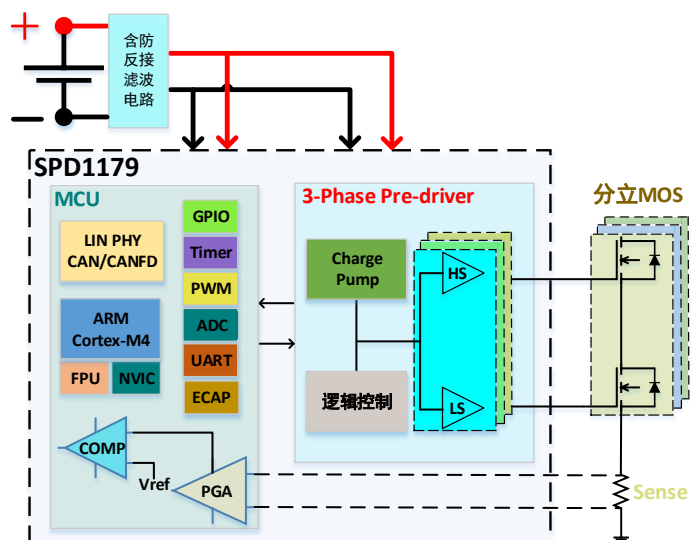 +
含防
反接
滤波
电路
—
SPD1179
MCU
LIN PHY
CAN/CANFD
ARM
Cortex-M4
FPU
NVIC
GPIO
Timer
PWM
ADC
UART
ECAP
COMP
Vref
PGA
3-Phase Pre-driver
Charge
Pump
逻辑控制
HS
LS
分立MOS
Sense